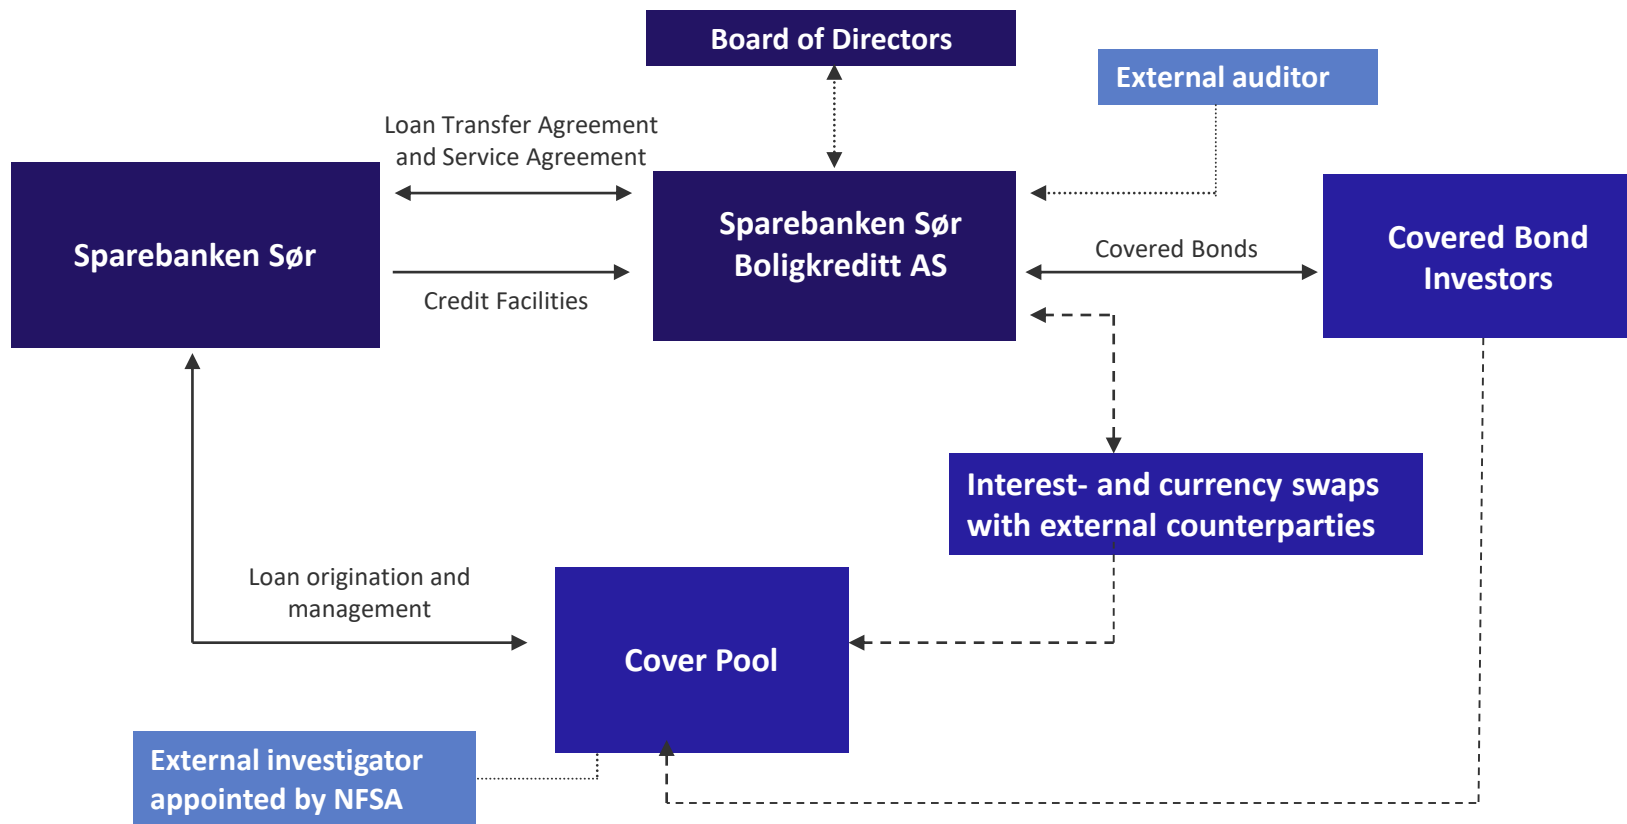 Board of Directors
External auditor
Loan Transfer Agreement
and Service Agreement
Sparebanken Sør
Sparebanken Sør
Boligkreditt AS
Covered Bonds
Covered Bond
Investors
Credit Facilities
Interest- and currency swaps
with external counterparties
Loan origination and
management
Cover Pool
External investigator
appointed by NFSA